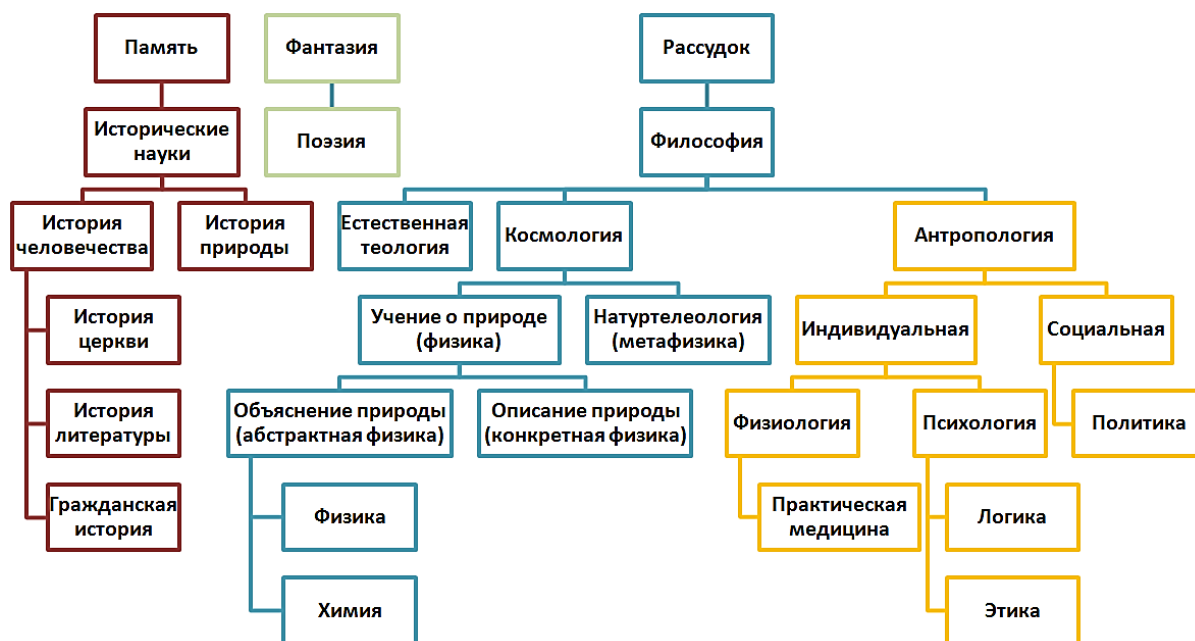 Память
Фантазия
Рассудок
Исторические
науки
Поэзия
Философия
История
человечества
История
природы
Естественная
теология
Космология
Антропология
История
церкви
Учение о природе
(физика)
Натуртелеология
(метафизика)
Индивидуальная
Социальная
История
литературы
Объяснение природы
(абстрактная физика)
Описание природы
(конкретная физика)
Физиология
Психология
Политика
Гражданская
история
Физика
Практическая
медицина
Логика
Химия
Этика